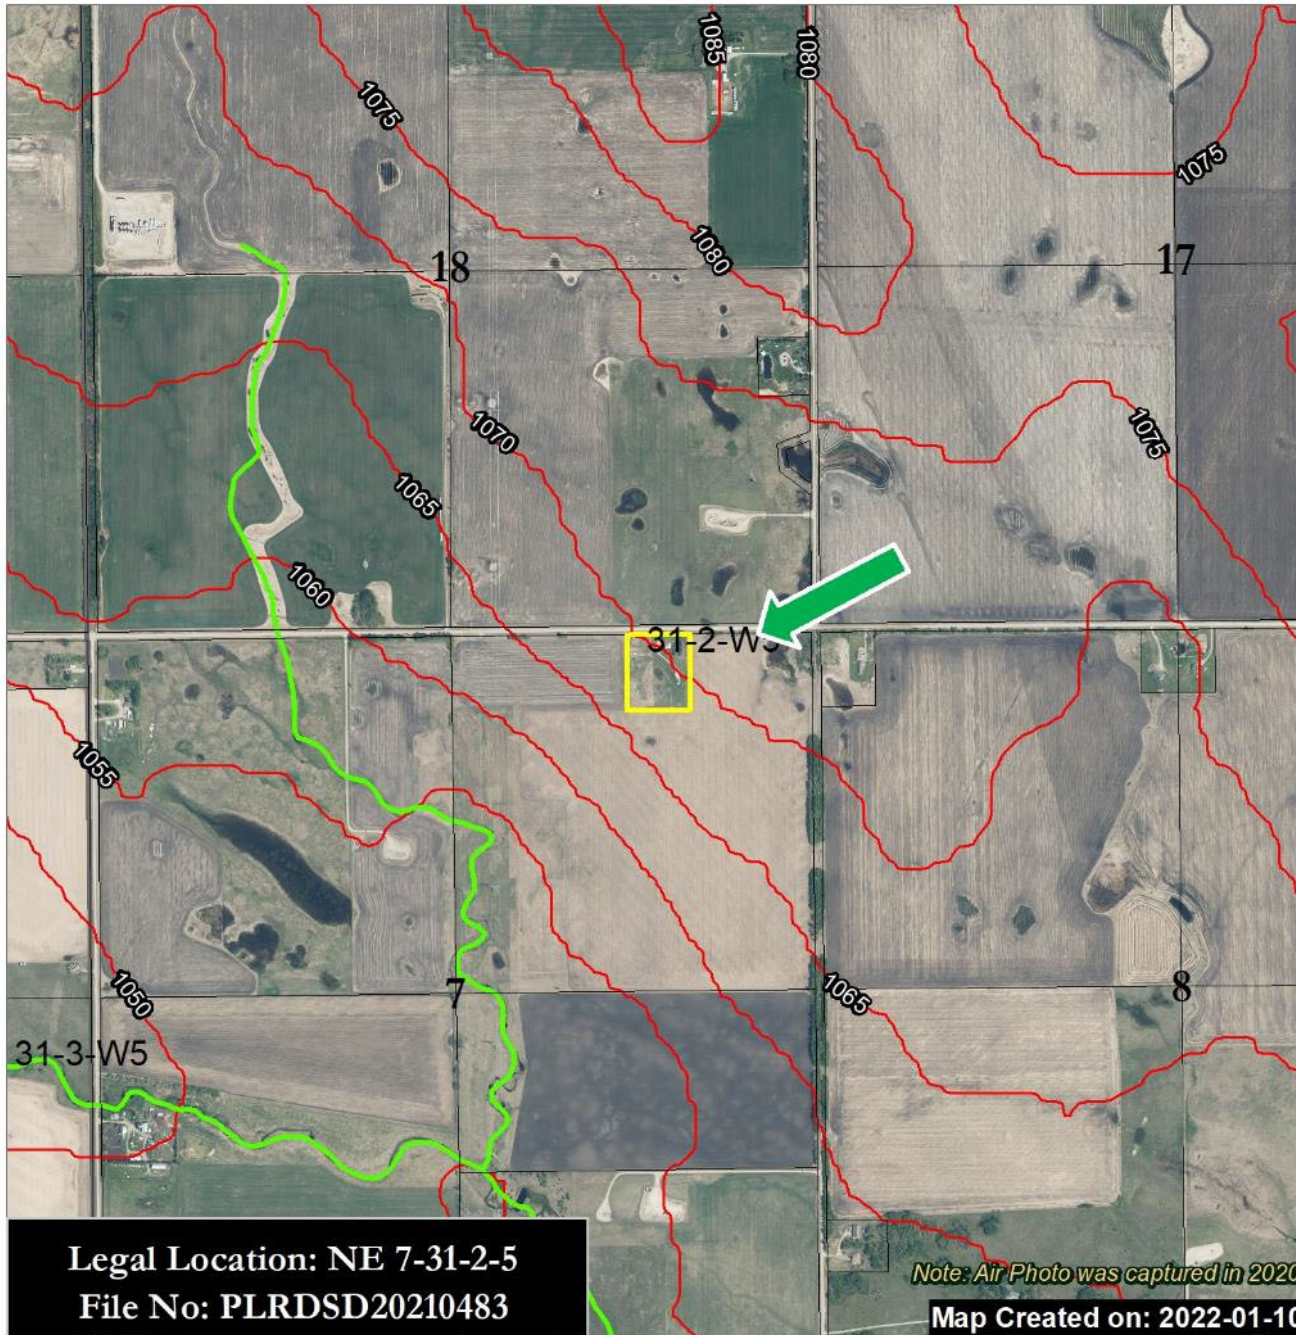 1085
1080
1075
1075
18
1080
17
1070
1075
1065
1060
31-2-W5
1055
1050
7
1065
8
31-3-W5
Legal Location: NE 7-31-2-5
File No: PLRDSD20210483
Note: Air Photo was captured in 2020
Map Created on: 2022-01-10